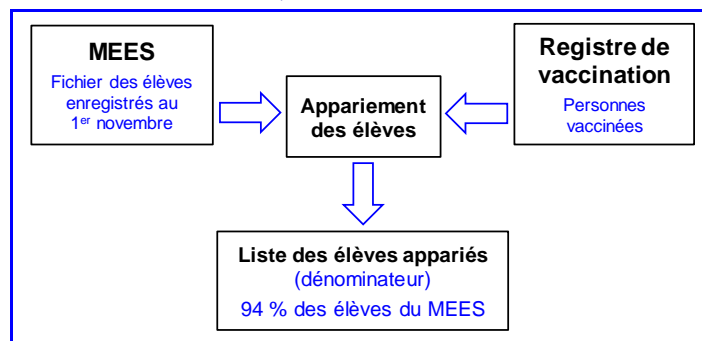 MEES
Fichier des élèves
enregistrés au
1er novembre
Appariement
des élèves
Registre de
vaccination
Personnes
vaccinées
Liste des élèves appariés
(dénominateur)
94 % des élèves du MEES